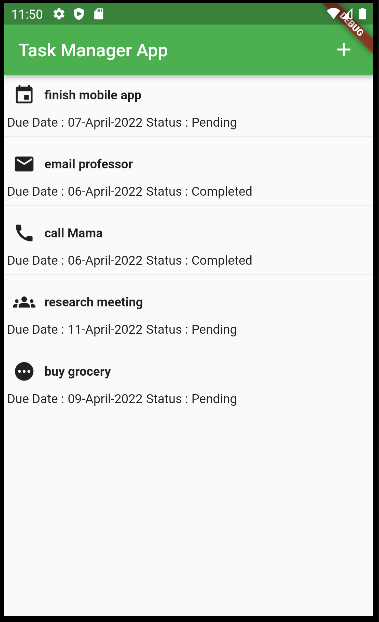 11:50
DEBUG
Task Manager App
finish mobile app
Due Date : 07-April-2022 Status : Pending
email professor
Due Date : 06-April-2022 Status : Completed
call Mama
Due Date : 06-April-2022 Status : Completed
research meeting
Due Date : 11-April-2022 Status : Pending
buy grocery
Due Date : 09-April-2022 Status : Pending